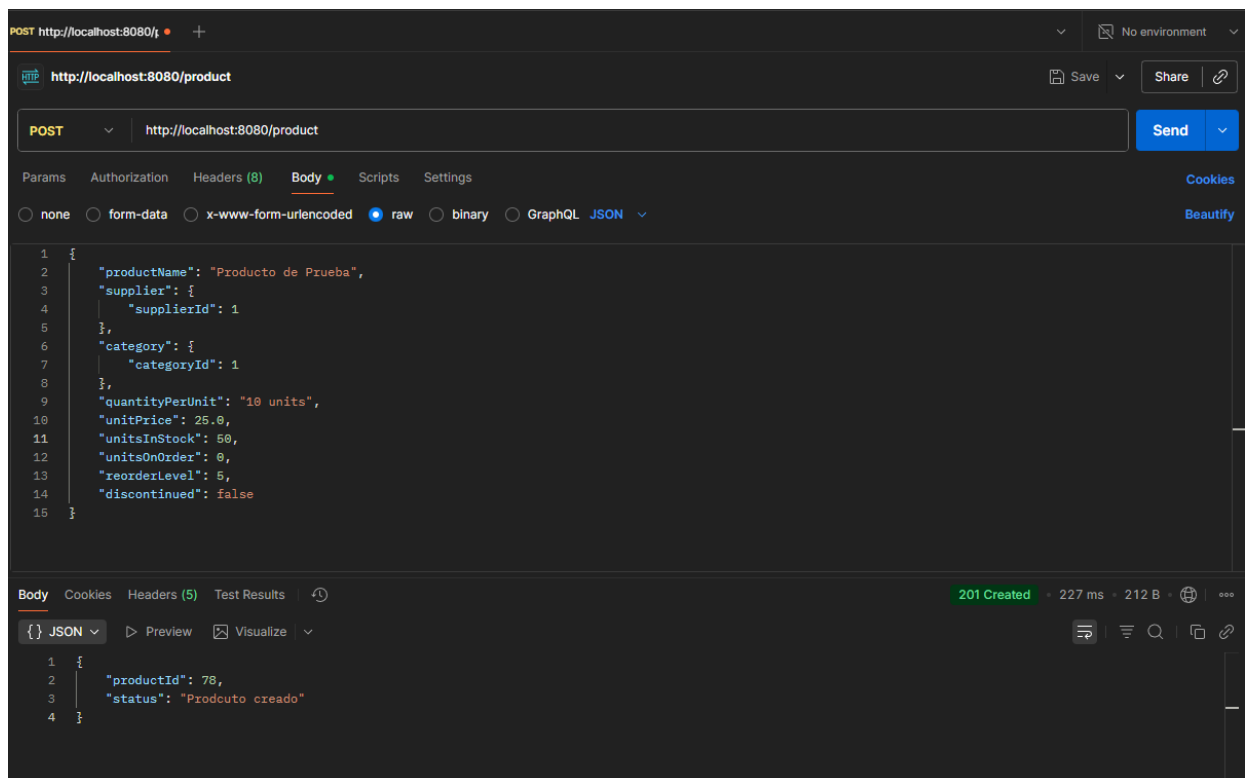 POST http://localhost:8080/p
No environment
HTTP http://localhost:8080/product
Save Share
POST http://localhost:8080/product Send
Params Authorization Headers (8) Body Scripts Settings Cookies
none form-data x-www-form-urlencoded raw binary GraphQL JSON Beautify
1 {
2 "productName": "Producto de Prueba",
3 "supplier": {
4 "supplierId": 1
5 },
6 "category": {
7 "categoryId": 1
8 },
9 "quantityPerUnit": "10 units",
10 "unitPrice": 25.0,
11 "unitsInStock": 50,
12 "unitsOnOrder": 0,
13 "reorderLevel": 5,
14 "discontinued": false
15 }
Body Cookies Headers (5) Test Results 201 Created • 227 ms • 212 B
{} JSON Preview Visualize
1 {
2 "productId": 78,
3 "status": "Prodcuto creado"
4 }